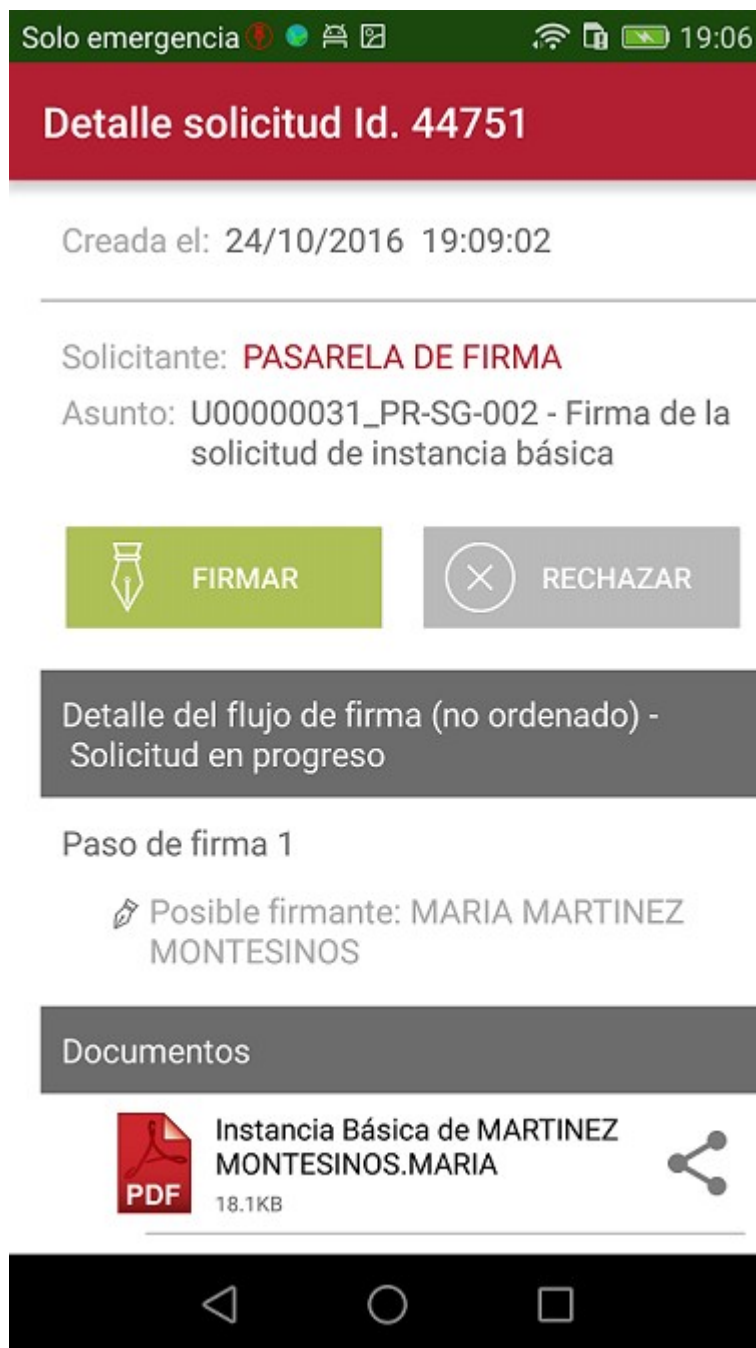 Solo emergencia 19:06
Detalle solicitud Id. 44751
Creada el: 24/10/2016 19:09:02
Solicitante: PASARELA DE FIRMA
Asunto: U00000031_PR-SG-002 - Firma de la
solicitud de instancia básica
FIRMAR RECHAZAR
Detalle del flujo de firma (no ordenado) -
Solicitud en progreso
Paso de firma 1
Posible firmante: MARIA MARTINEZ
MONTESINOS
Documentos
Instancia Básica de MARTINEZ
MONTESINOS.MARIA
PDF 18.1KB